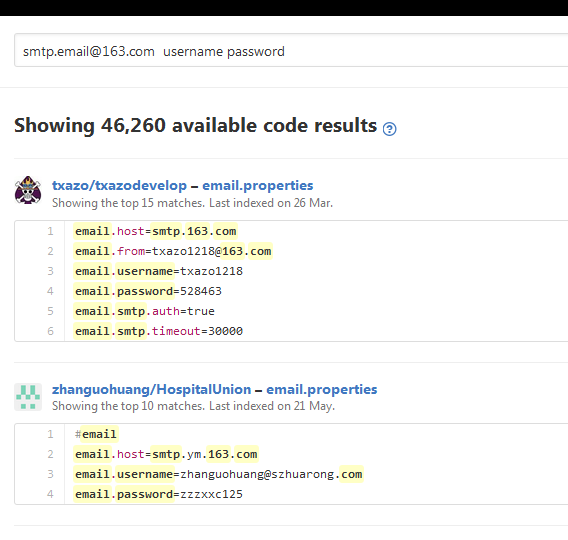 smtp.email@163.com username password
Showing 46,260 available code results ?
txazo/txazodevelop – email.properties
Showing the top 15 matches. Last indexed on 26 Mar.
1 email.host=smtp.163.com
2 email.from=txazo1218@163.com
3 email.username=txazo1218
4 email.password=528463
5 email.smtp.auth=true
6 email.smtp.timeout=30000
zhanguohuang/HospitalUnion – email.properties
Showing the top 10 matches. Last indexed on 21 May.
1 #email
2 email.host=smtp.ym.163.com
3 email.username=zhanguohuang@szhuarong.com
4 email.password=zzzxxc125